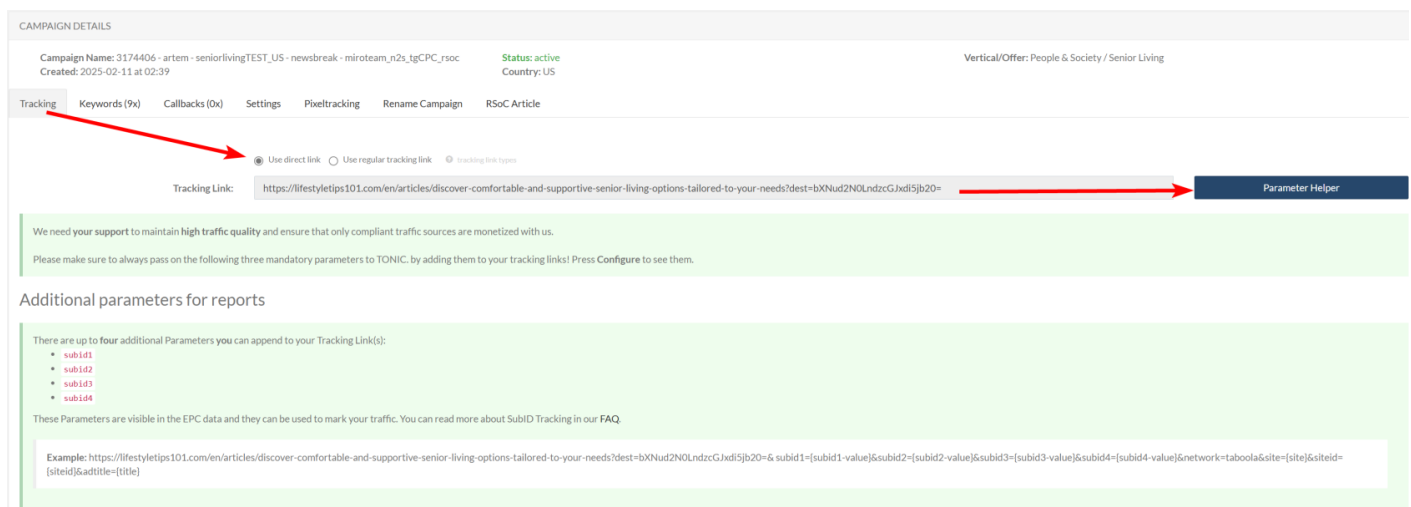 CAMPAIGN DETAILS
Campaign Name: 3174406 - artem - seniorlivingTEST_US - newsbreak - miroteam_n2s_tgCPC_rsoc
Status: active
Vertical/Offer: People & Society / Senior Living
Created: 2025-02-11 at 02:39
Country: US
Tracking Keywords (9x) Callbacks (0x) Settings Pixeltracking Rename Campaign RSoC Article
Use direct link Use regular tracking link tracking link types
Tracking Link: https://lifestyletips101.com/en/articles/discover-comfortable-and-supportive-senior-living-options-tailored-to-your-needs?dest=bXNud2N0LndzcGJxdi5jb20= Parameter Helper
We need your support to maintain high traffic quality and ensure that only compliant traffic sources are monetized with us.
Please make sure to always pass on the following three mandatory parameters to TONIC. by adding them to your tracking links! Press Configure to see them.
Additional parameters for reports
There are up to four additional Parameters you can append to your Tracking Link(s):
• subid1
• subid2
• subid3
• subid4
These Parameters are visible in the EPC data and they can be used to mark your traffic. You can read more about SubID Tracking in our FAQ.
Example: https://lifestyletips101.com/en/articles/discover-comfortable-and-supportive-senior-living-options-tailored-to-your-needs?dest=bXNud2N0LndzcGJxdi5jb20=& subid1={subid1-value}&subid2={subid2-value}&subid3={subid3-value}&subid4={subid4-value}&network=taboola&site={site}&siteid=
{siteid}&adtitle={title}